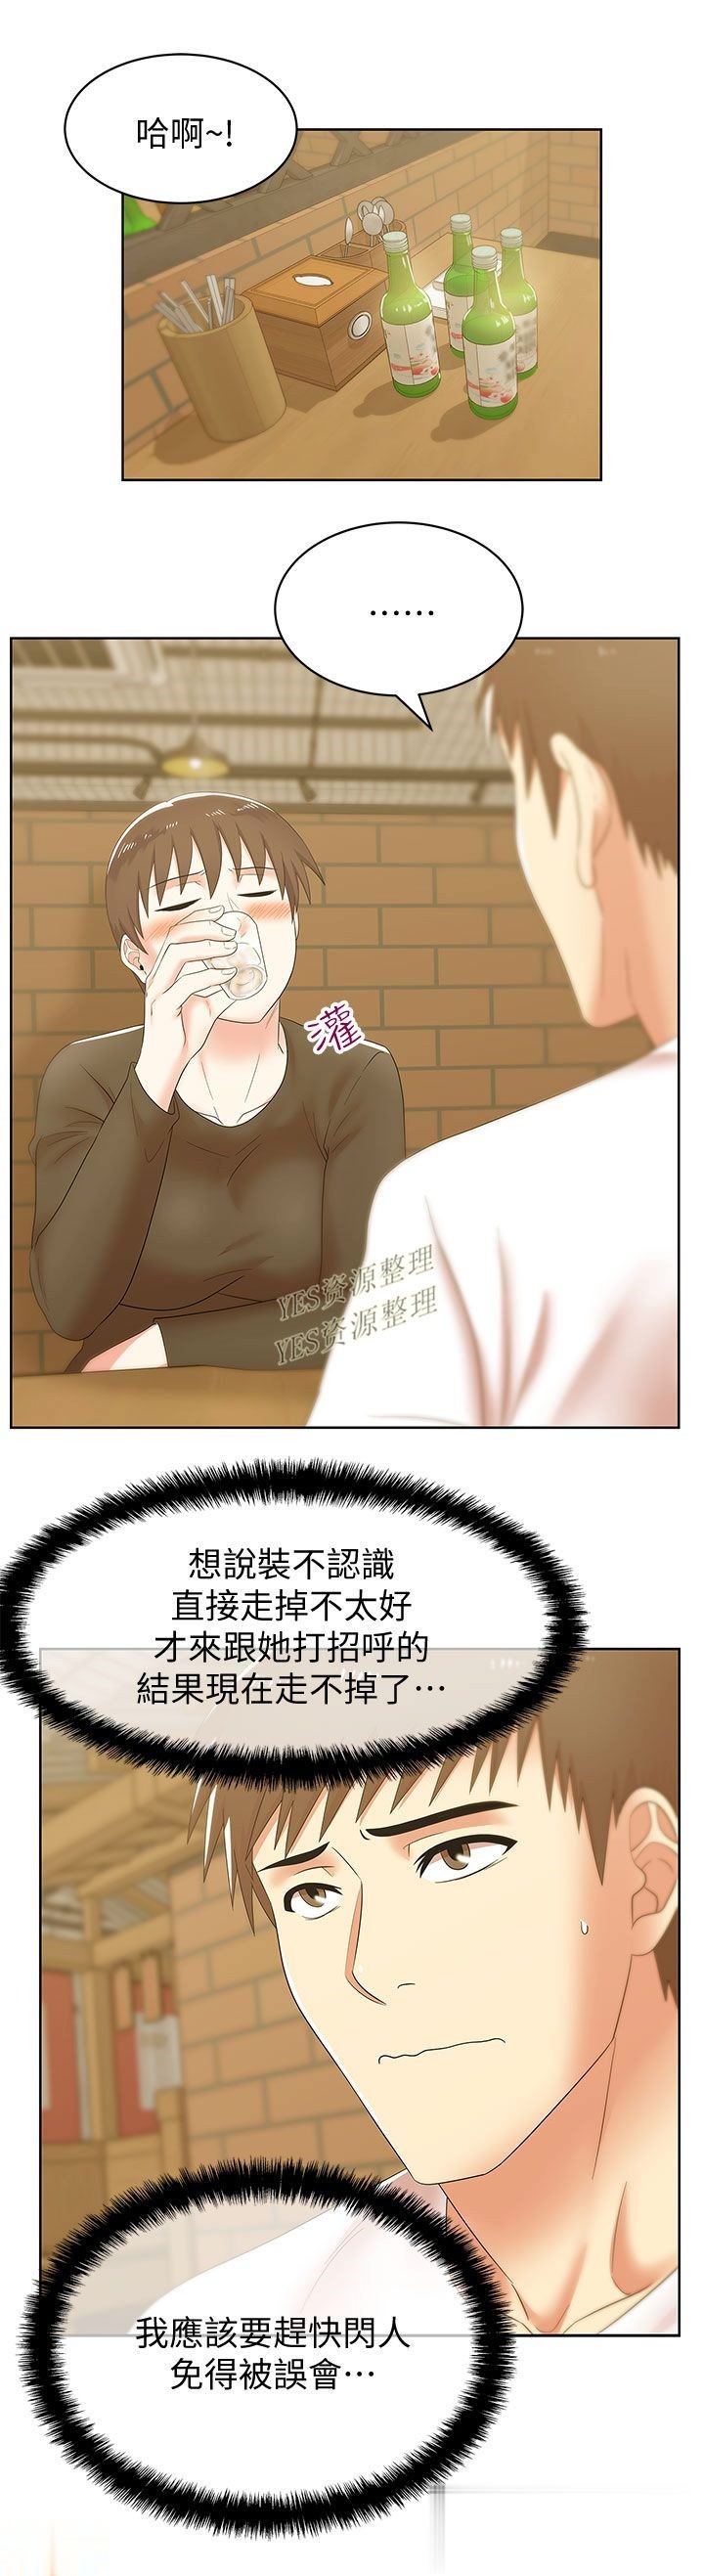 哈啊~!
……
灌
YES资源整理
YES资源整理
想說裝不認識
直接走掉不太好
才來跟她打招呼的
結果現在走不掉了…
我應該要趕快閃人
免得被誤會…